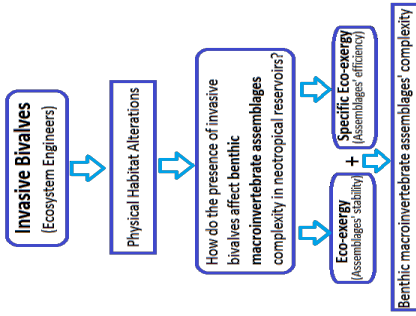 Invasive Bivalves
(Ecosystem Engineers)
Physical Habitat Alterations
How do the presence of invasive
bivalves affect benthic
macroinvertebrate assemblages
complexity in neotropical reservoirs?
Eco-exergy
(Assemblages' stability)
+
Specific Eco-exergy
(Assemblages' efficiency)
Benthic macroinvertebrate assemblages' complexity